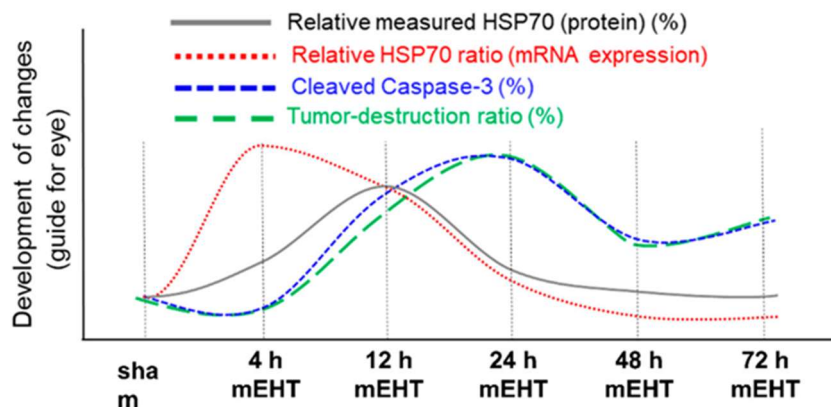 Relative measured HSP70 (protein) (%)
Relative HSP70 ratio (mRNA expression)
Cleaved Caspase-3 (%)
Tumor-destruction ratio (%)
Development of changes
(guide for eye)
sha
m
4 h
mEHT
12 h
mEHT
24 h
mEHT
48 h
mEHT
72 h
mEHT